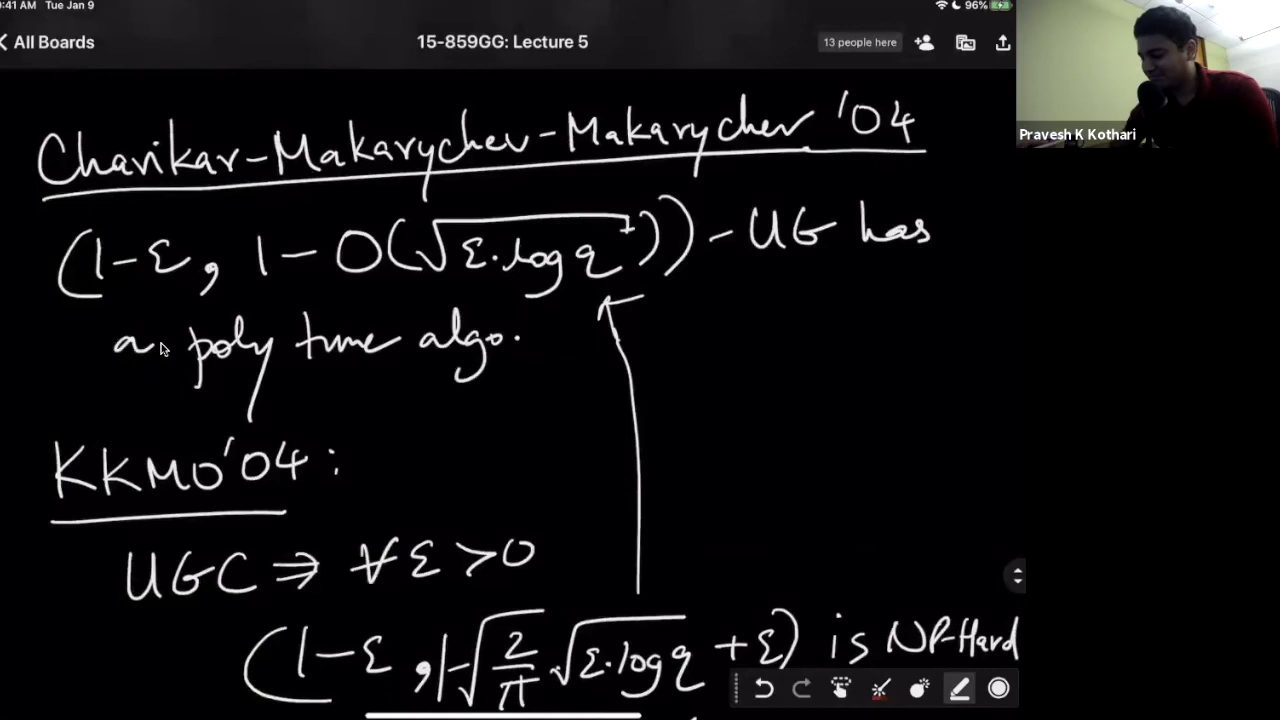 9:41 AM Tue Jan 9
96%
All Boards
15-859GG: Lecture 5
13 people here
Pravesh K Kothari
Charikar-Makarychev-Makarychev '04
(1-ε, 1-O(√ε·log q))-UG has
a poly time algo.
KKMO'04:
UGC ⇒ ∀ε>0
(1-ε, 1-√2/π √ε·log q +ε) is NP-Hard